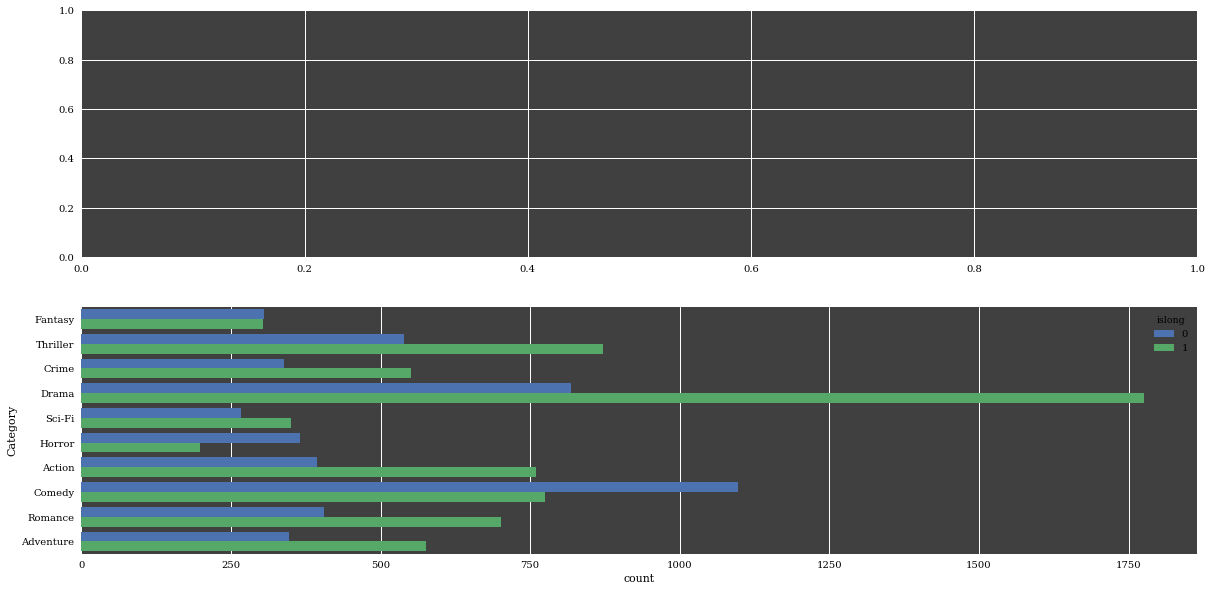 1.0
0.8
0.6
0.4
0.2
0.0
0.0 0.2 0.4 0.6 0.8 1.0
islong
0
1
Category
Fantasy
Thriller
Crime
Drama
Sci-Fi
Horror
Action
Comedy
Romance
Adventure
0 250 500 750 1000 1250 1500 1750
count